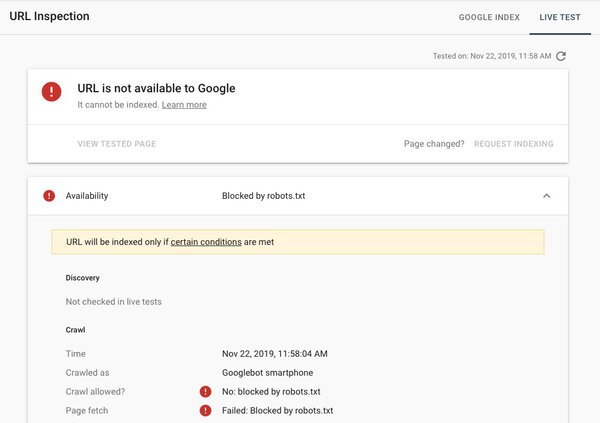 URL Inspection
GOOGLE INDEX LIVE TEST
Tested on: Nov 22, 2019, 11:58 AM
URL is not available to Google
It cannot be indexed. Learn more
VIEW TESTED PAGE Page changed? REQUEST INDEXING
Availability Blocked by robots.txt
URL will be indexed only if certain conditions are met
Discovery
Not checked in live tests
Crawl
Time Nov 22, 2019, 11:58:04 AM
Crawled as Googlebot smartphone
Crawl allowed? No: blocked by robots.txt
Page fetch Failed: Blocked by robots.txt